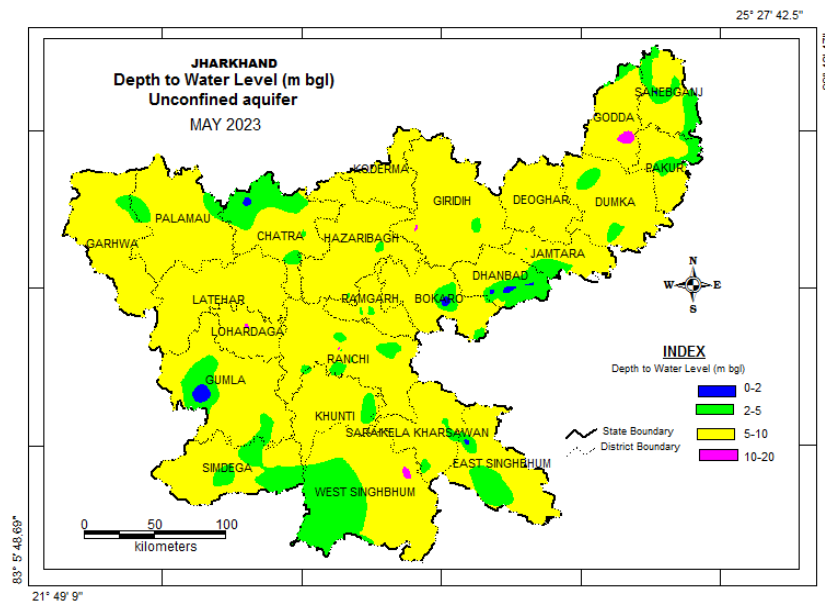 25° 27' 42.5"
JHARKHAND
Depth to Water Level (m bgl)
Unconfined aquifer
MAY 2023
SAHEBGANJ
GODDA
PAKUR
KODERMA
GIRIDIH
DEOGHAR
DUMKA
PALAMAU
GARHWA
CHATRA
HAZARIBAGH
JAMTARA
DHANBAD
LATEHAR
RAMGARH
BOKARO
LOHARDAGA
RANCHI
GUMLA
KHUNTI
SARAIKELA KHARSAWAN
SIMDEGA
WEST SINGHBHUM
EAST SINGHBHUM
N
W E
S
INDEX
Depth to Water Level (m bgl)
0-2
2-5
5-10
10-20
State Boundary
District Boundary
0 50 100
kilometers
83° 5' 48.69"
21° 49' 9"